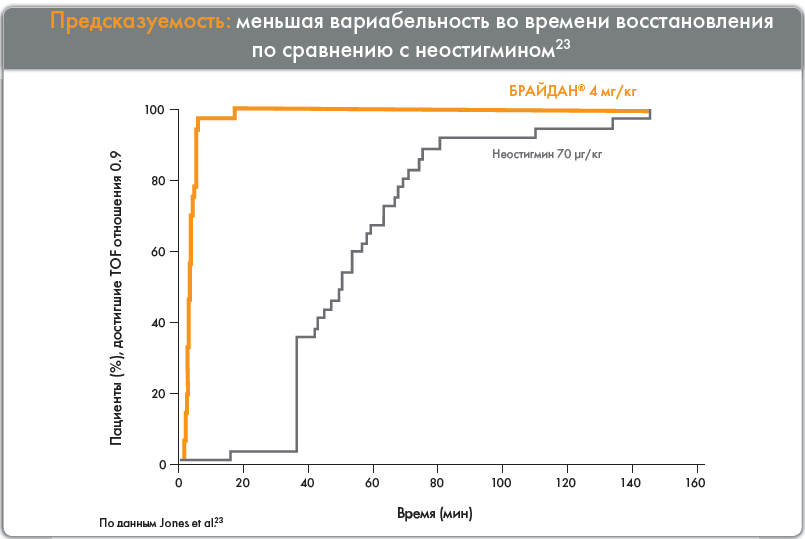 Предсказуемость: меньшая вариабельность во времени восстановления
по сравнению с неостигмином23
БРАЙДАН® 4 мг/кг
Неостигмин 70 µг/кг
Пациенты (%), достигшие TOF отношения 0.9
100
80
60
40
20
0
0 20 40 60 80 100 120 140 160
Время (мин)
По данным Jones et al.23